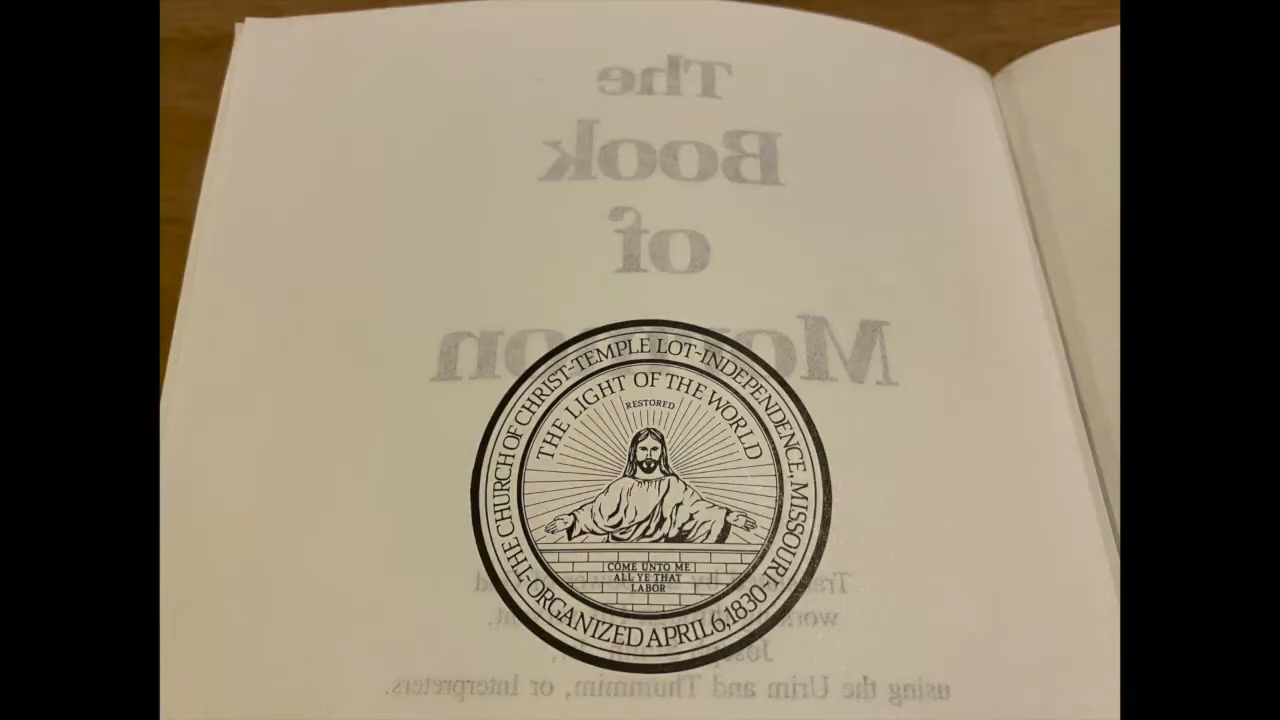 The
Book
of
Mormon
THE CHURCH OF CHRIST-TEMPLE LOT-INDEPENDENCE, MISSOURI-ORGANIZED APRIL 6, 1830-
THE LIGHT OF THE WORLD
RESTORED
COME UNTO ME
ALL YE THAT
LABOR
using the Urim and Thummim, or Interpreters.